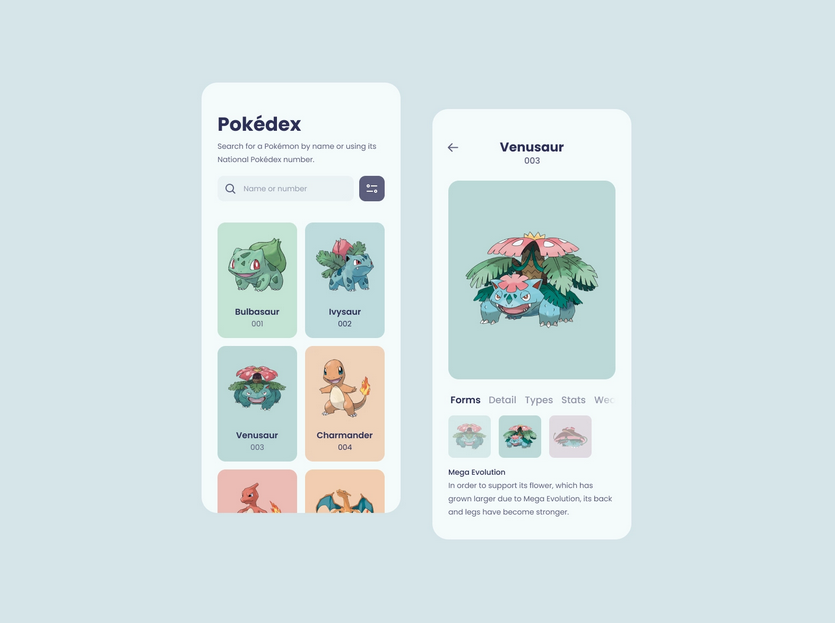 Pokédex
Search for a Pokémon by name or using its
National Pokédex number.
Name or number
Bulbasaur
001
Ivysaur
002
Venusaur
003
Charmander
004
Venusaur
003
Forms Detail Types Stats
Mega Evolution
In order to support its flower, which has
grown larger due to Mega Evolution, its back
and legs have become stronger.